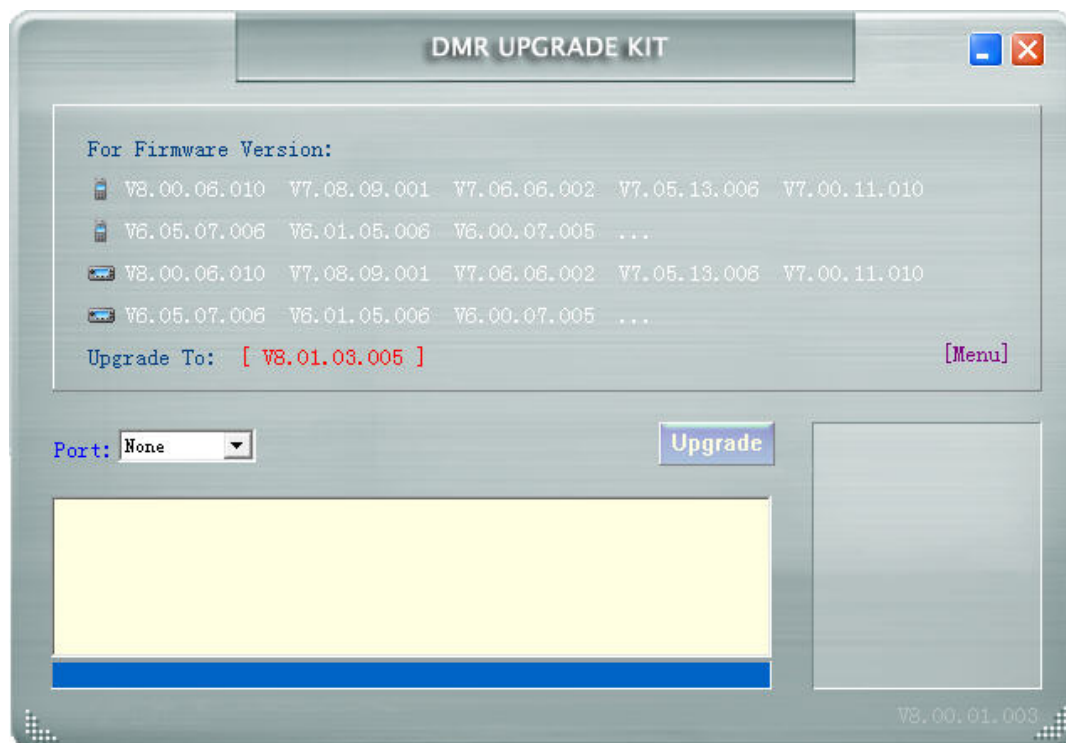 DMR UPGRADE KIT
For Firmware Version:
V8.00.06.010 V7.08.09.001 V7.06.06.002 V7.05.13.006 V7.00.11.010
V6.05.07.006 V6.01.05.006 V6.00.07.005 ...
V8.00.06.010 V7.08.09.001 V7.06.06.002 V7.05.13.006 V7.00.11.010
V6.05.07.006 V6.01.05.006 V6.00.07.005 ...
Upgrade To: [ V8.01.03.005 ]
[Menu]
Port: None
Upgrade
V8.00.01.003